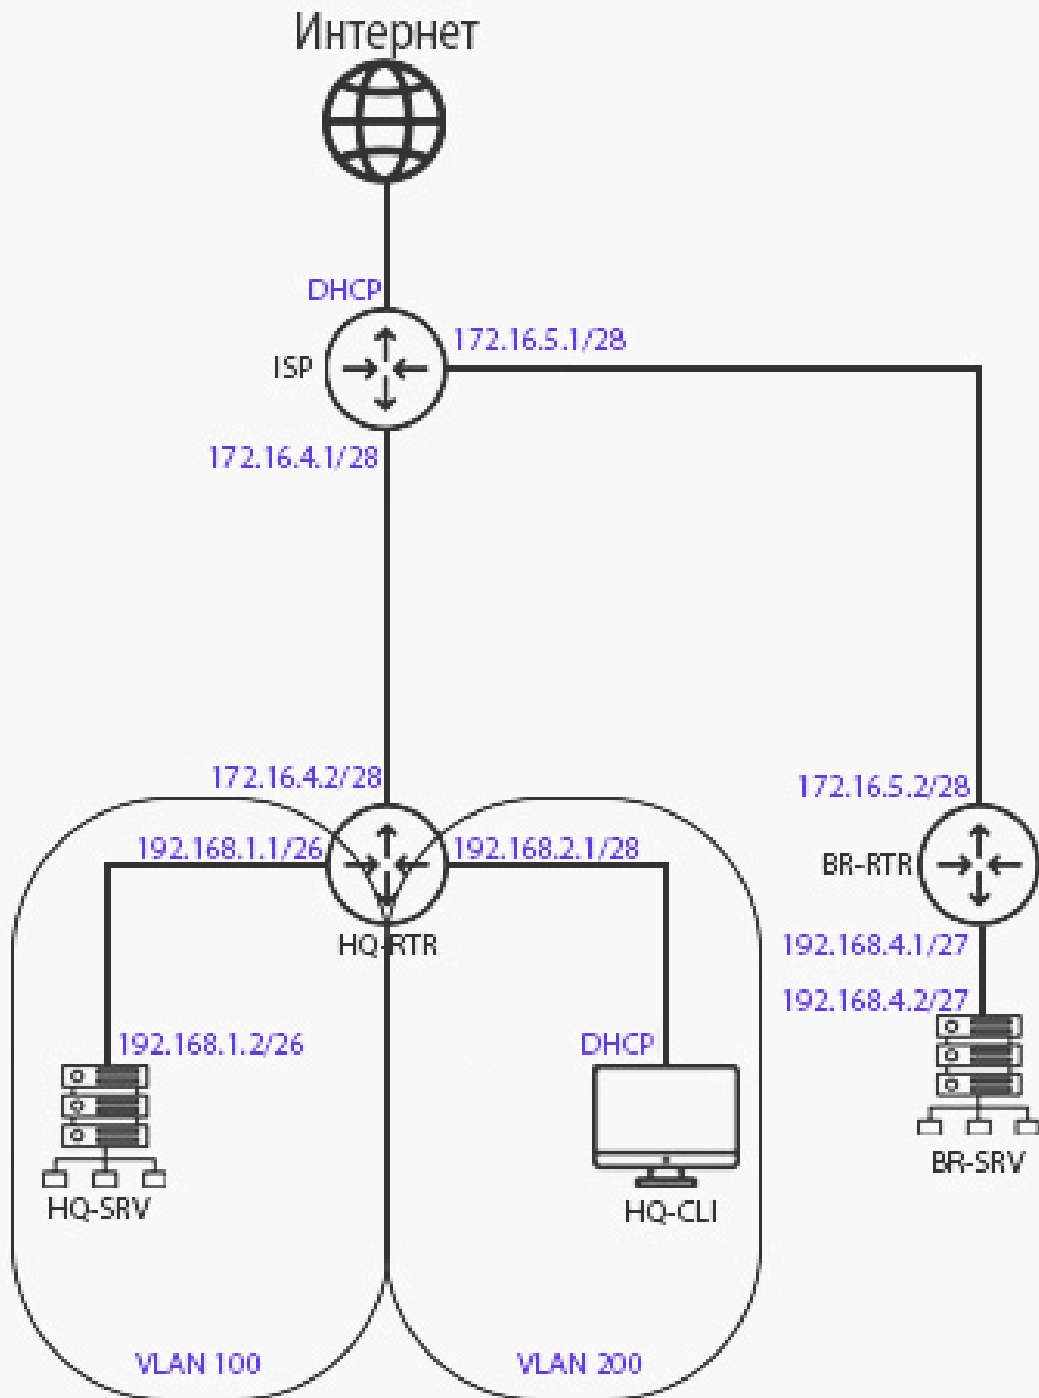 Интернет
DHCP
172.16.5.1/28
ISP
172.16.4.1/28
172.16.4.2/28
172.16.5.2/28
192.168.1.1/26
192.168.2.1/28
BR-RTR
HQ-RTR
192.168.4.1/27
192.168.4.2/27
192.168.1.2/26
DHCP
BR-SRV
HQ-SRV
HQ-CLI
VLAN 100
VLAN 200